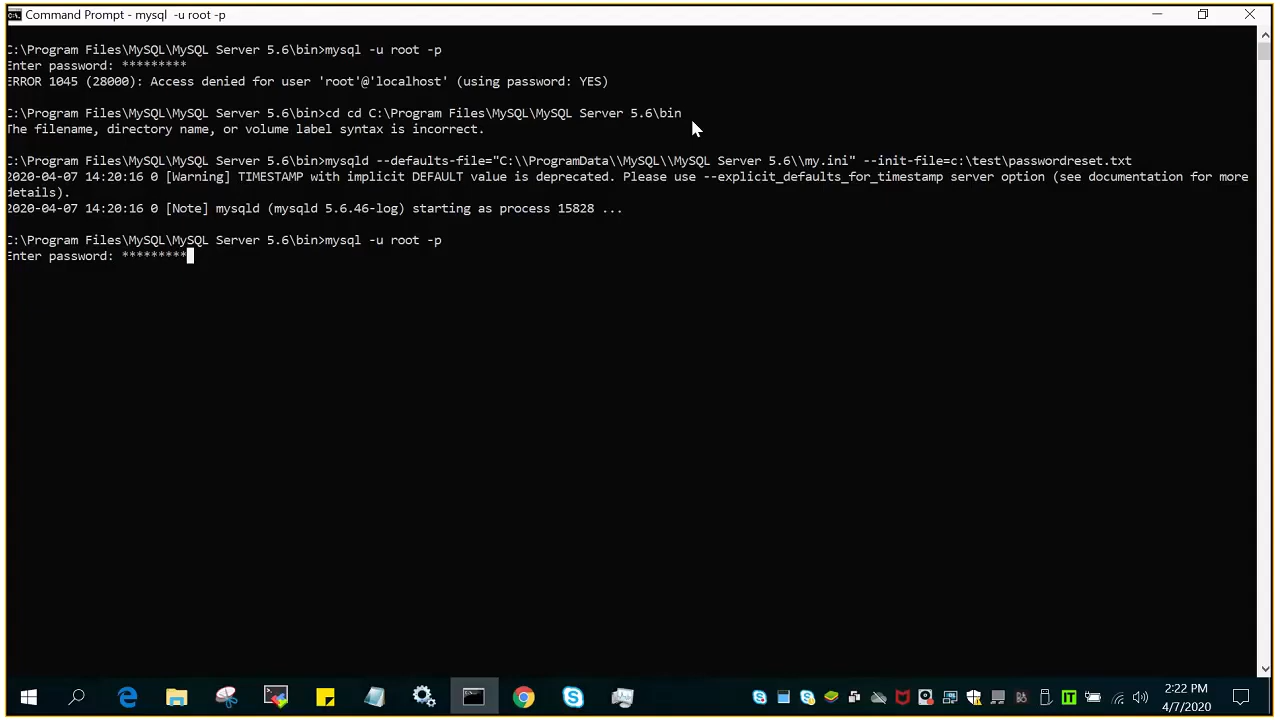 Command Prompt - mysql -u root -p
C:\Program Files\MySQL\MySQL Server 5.6\bin>mysql -u root -p
Enter password: *********
ERROR 1045 (28000): Access denied for user 'root'@'localhost' (using password: YES)
C:\Program Files\MySQL\MySQL Server 5.6\bin>cd cd C:\Program Files\MySQL\MySQL Server 5.6\bin
The filename, directory name, or volume label syntax is incorrect.
C:\Program Files\MySQL\MySQL Server 5.6\bin>mysqld --defaults-file="C:\\ProgramData\\MySQL\\MySQL Server 5.6\\my.ini" --init-file=c:\test\passwordreset.txt
2020-04-07 14:20:16 0 [Warning] TIMESTAMP with implicit DEFAULT value is deprecated. Please use --explicit_defaults_for_timestamp server option (see documentation for more
details).
2020-04-07 14:20:16 0 [Note] mysqld (mysqld 5.6.46-log) starting as process 15828 ...
C:\Program Files\MySQL\MySQL Server 5.6\bin>mysql -u root -p
Enter password: *********
2:22 PM
4/7/2020